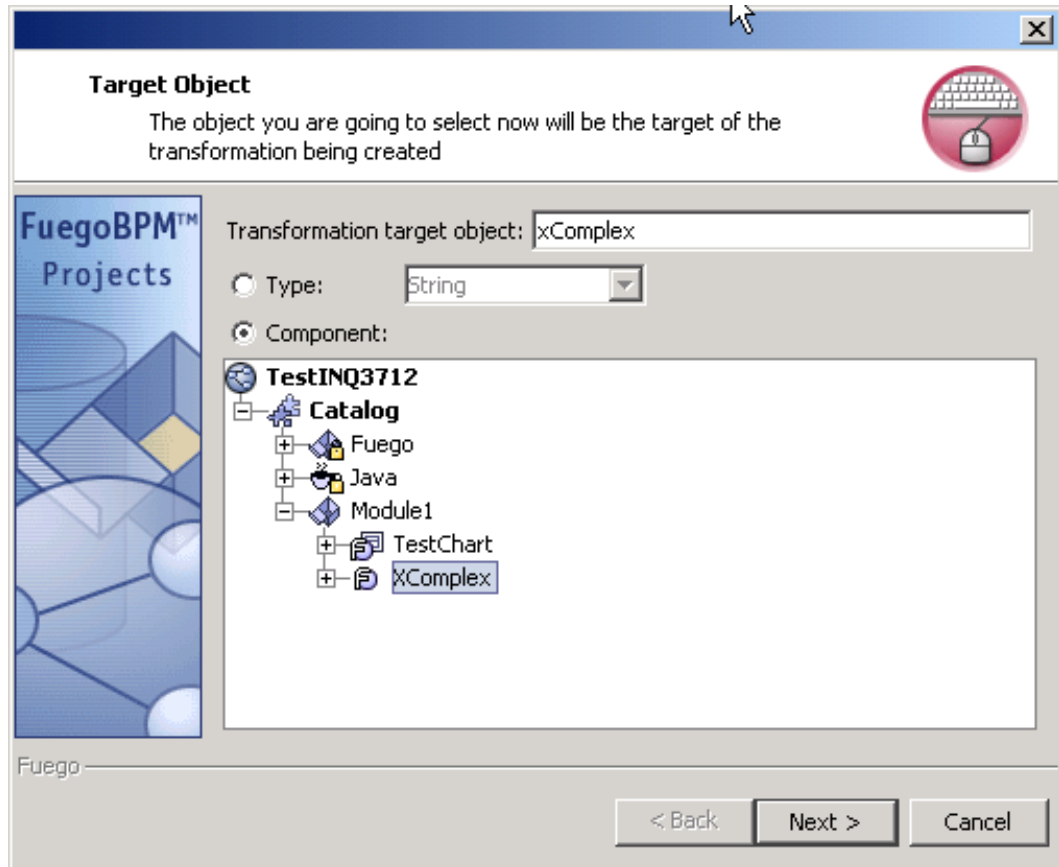 Target Object
The object you are going to select now will be the target of the
transformation being created
FuegoBPM™
Projects
Transformation target object: xComplex
Type: String
Component:
TestINQ3712
Catalog
Fuego
Java
Module1
TestChart
XComplex
Fuego
< Back Next > Cancel